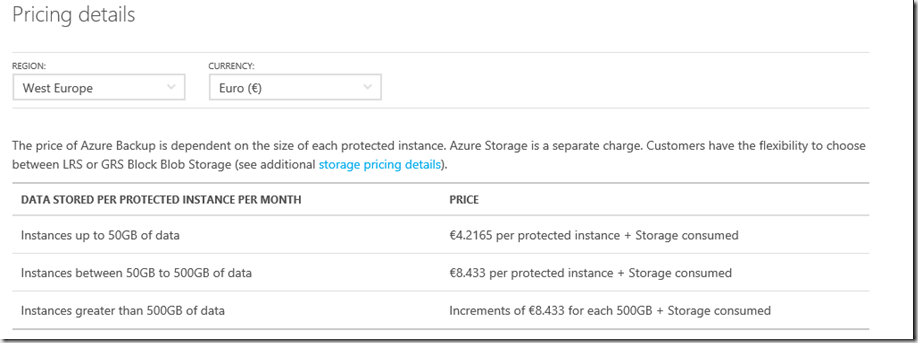 Pricing details
REGION: CURRENCY:
West Europe Euro (€)
The price of Azure Backup is dependent on the size of each protected instance. Azure Storage is a separate charge. Customers have the flexibility to choose
between LRS or GRS Block Blob Storage (see additional storage pricing details).
DATA STORED PER PROTECTED INSTANCE PER MONTH PRICE
Instances up to 50GB of data €4.2165 per protected instance + Storage consumed
Instances between 50GB to 500GB of data €8.433 per protected instance + Storage consumed
Instances greater than 500GB of data Increments of €8.433 for each 500GB + Storage consumed